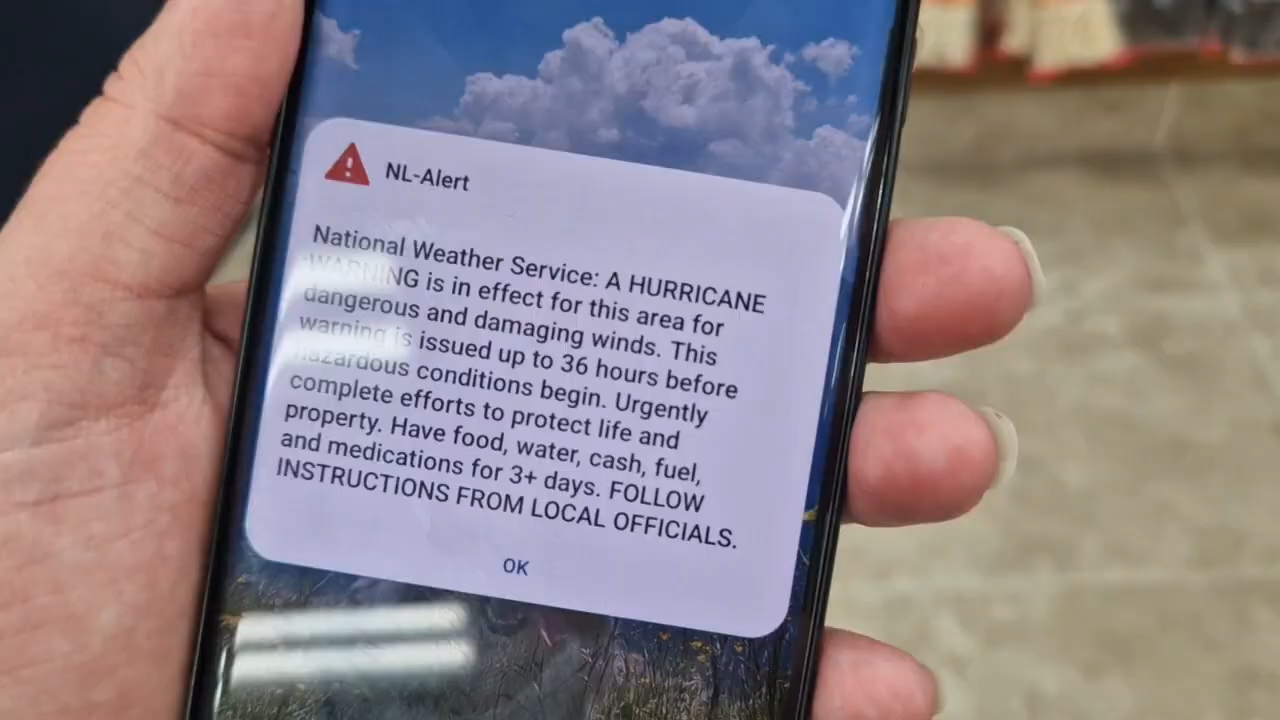 NL-Alert
National Weather Service: A HURRICANE
WARNING is in effect for this area for
dangerous and damaging winds. This
warning is issued up to 36 hours before
hazardous conditions begin. Urgently
complete efforts to protect life and
property. Have food, water, cash, fuel,
and medications for 3+ days. FOLLOW
INSTRUCTIONS FROM LOCAL OFFICIALS.
OK